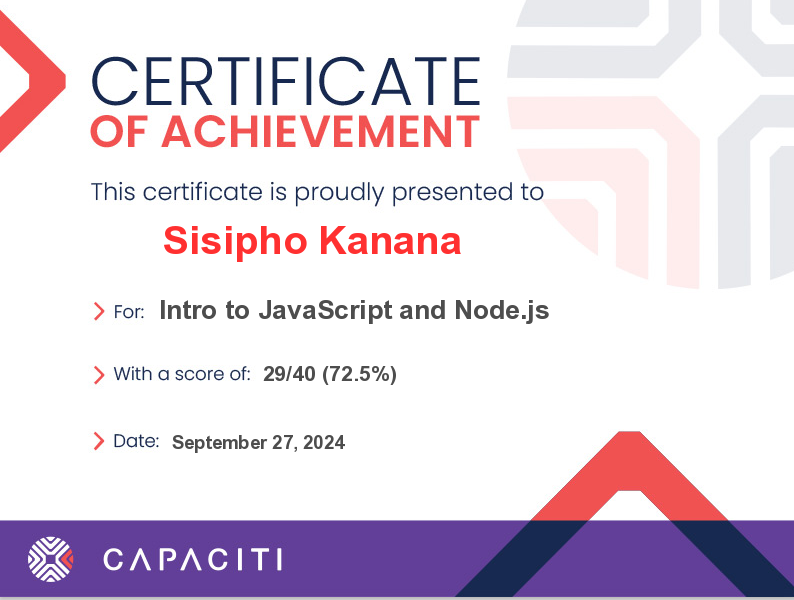 CERTIFICATE
OF ACHIEVEMENT
This certificate is proudly presented to
Sisipho Kanana
For: Intro to JavaScript and Node.js
With a score of: 29/40 (72.5%)
Date: September 27, 2024
CAPACITI